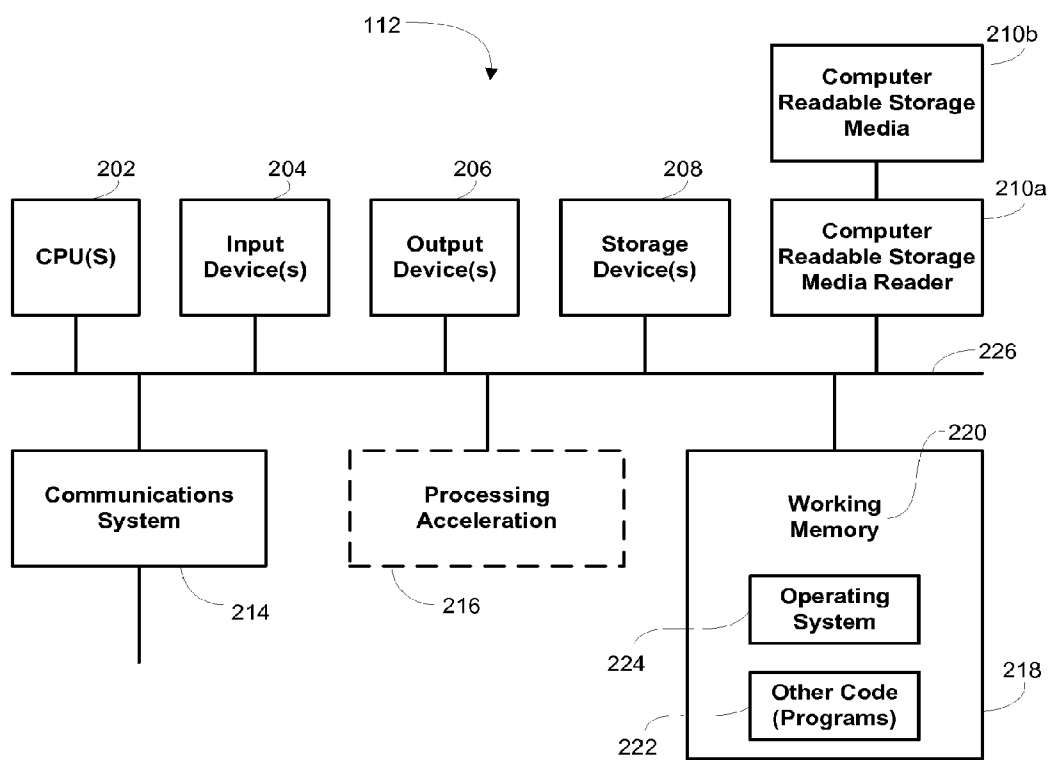 112
210b
Computer
Readable Storage
Media
202
204
206
208
210a
CPU(S)
Input
Device(s)
Output
Device(s)
Storage
Device(s)
Computer
Readable Storage
Media Reader
226
220
Communications
System
Processing
Acceleration
Working
Memory
214
216
Operating
System
224
218
Other Code
(Programs)
222